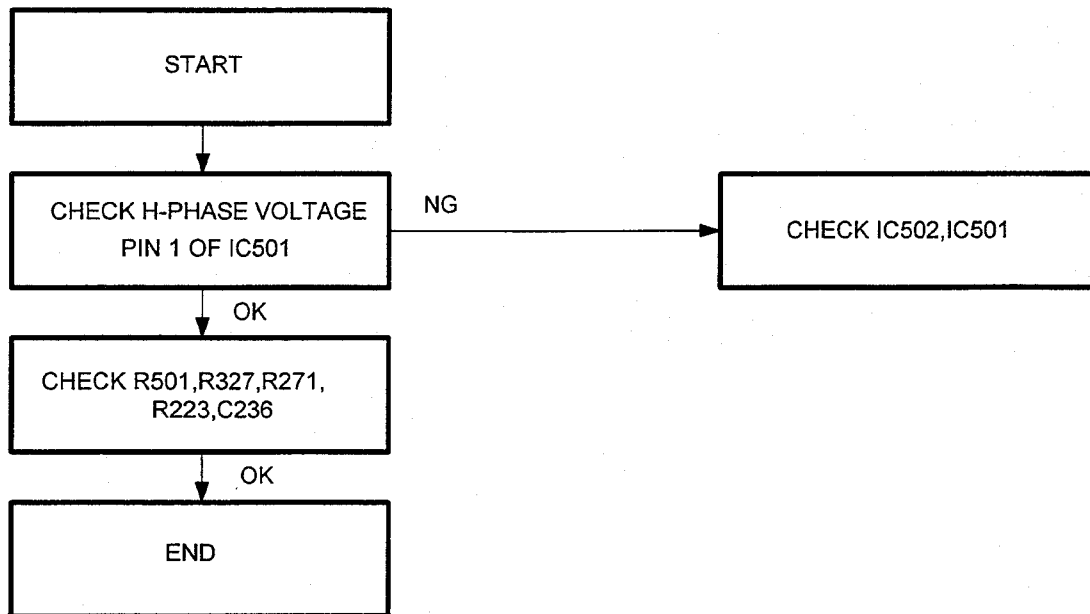 START
CHECK H-PHASE VOLTAGE
PIN 1 OF IC501
NG
CHECK IC502,IC501
OK
CHECK R501,R327,R271,
R223,C236
OK
END